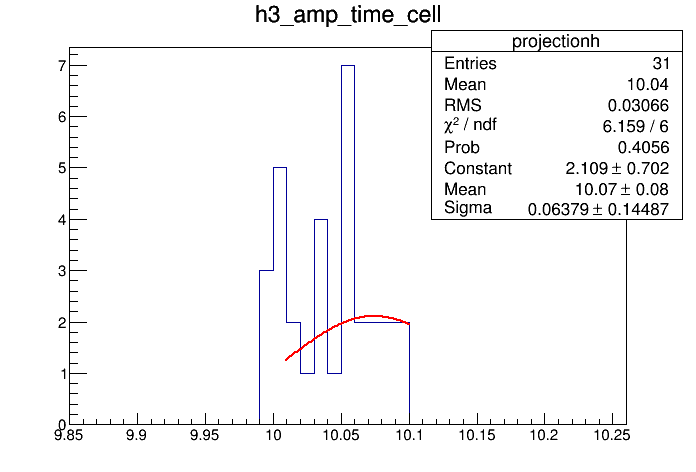 h3_amp_time_cell
projectionh
Entries 31
Mean 10.04
RMS 0.03066
χ² / ndf 6.159 / 6
Prob 0.4056
Constant 2.109 ± 0.702
Mean 10.07 ± 0.08
Sigma 0.06379 ± 0.14487
7
6
5
4
3
2
1
0
9.85 9.9 9.95 10 10.05 10.1 10.15 10.2 10.25